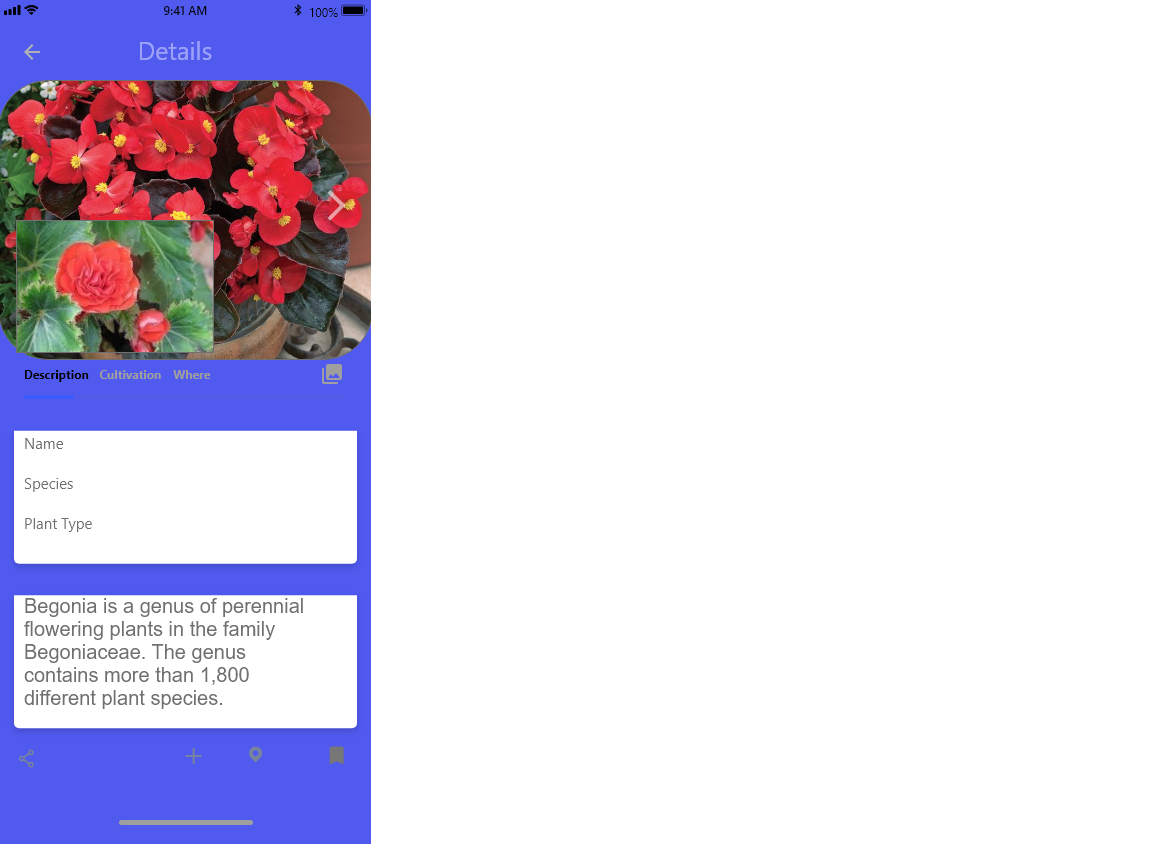 9:41 AM
100%
Details
Description Cultivation Where
Name
Species
Plant Type
Begonia is a genus of perennial
flowering plants in the family
Begoniaceae. The genus
contains more than 1,800
different plant species.